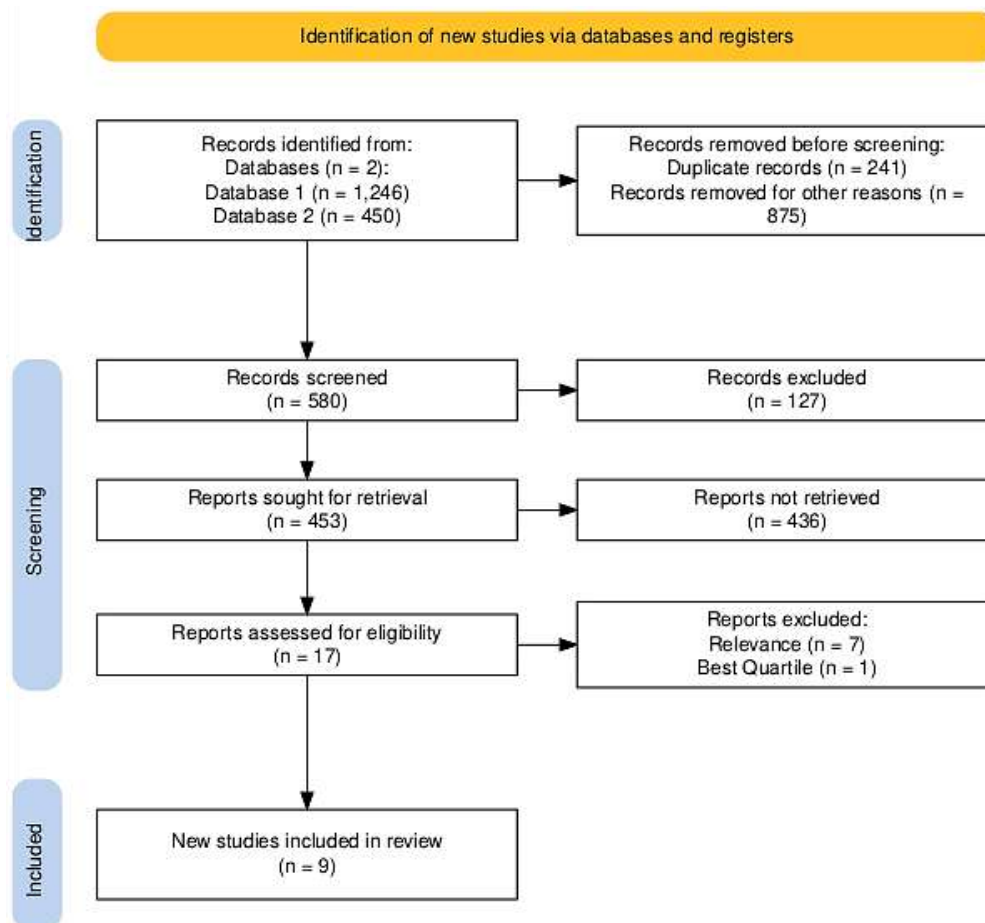 Identification of new studies via databases and registers
Identification
Records identified from:
Databases (n = 2):
Database 1 (n = 1,246)
Database 2 (n = 450)
Records removed before screening:
Duplicate records (n = 241)
Records removed for other reasons (n =
875)
Screening
Records screened
(n = 580)
Records excluded
(n = 127)
Reports sought for retrieval
(n = 453)
Reports not retrieved
(n = 436)
Reports assessed for eligibility
(n = 17)
Reports excluded:
Relevance (n = 7)
Best Quartile (n = 1)
Included
New studies included in review
(n = 9)